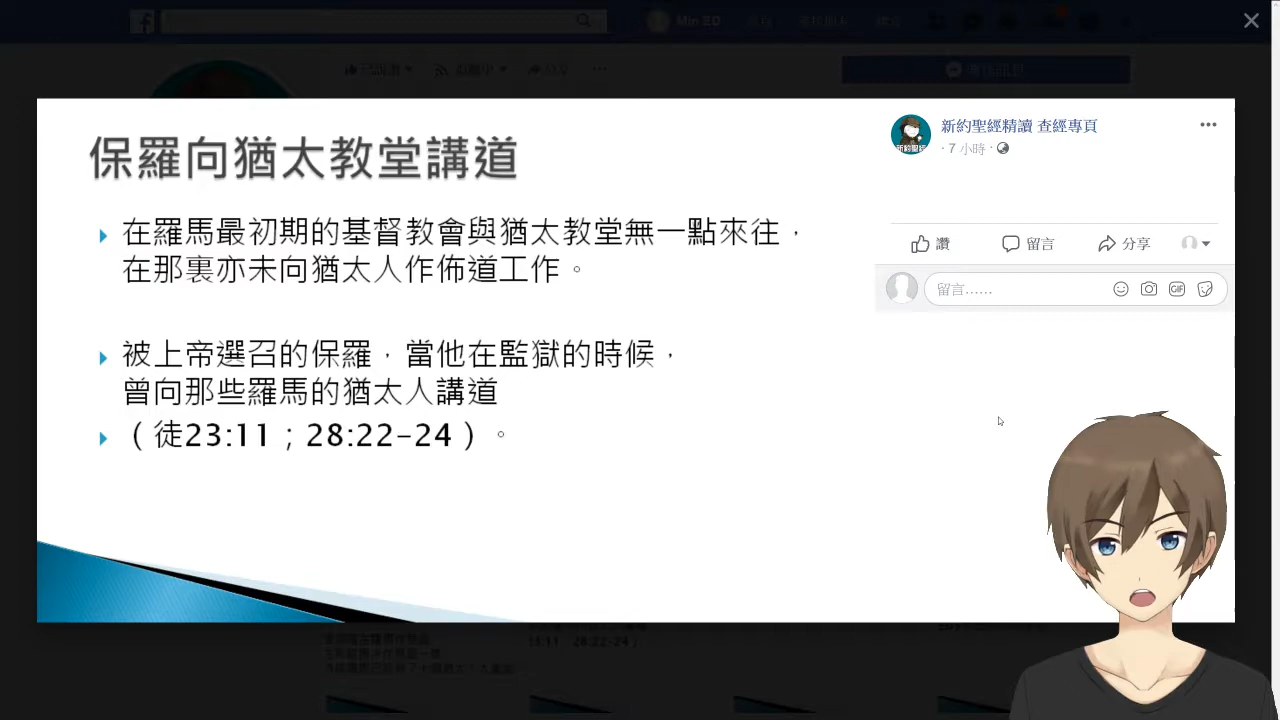 Min ED
保羅向猶太教堂講道
在羅馬最初期的基督教會與猶太教堂無一點來往，
在那裏亦未向猶太人作佈道工作。
被上帝選召的保羅，當他在監獄的時候，
曾向那些羅馬的猶太人講道
（徒23:11；28:22-24）。
新約聖經精讀 查經專頁
· 7 小時 ·
讚
留言
分享
留言......
GIF